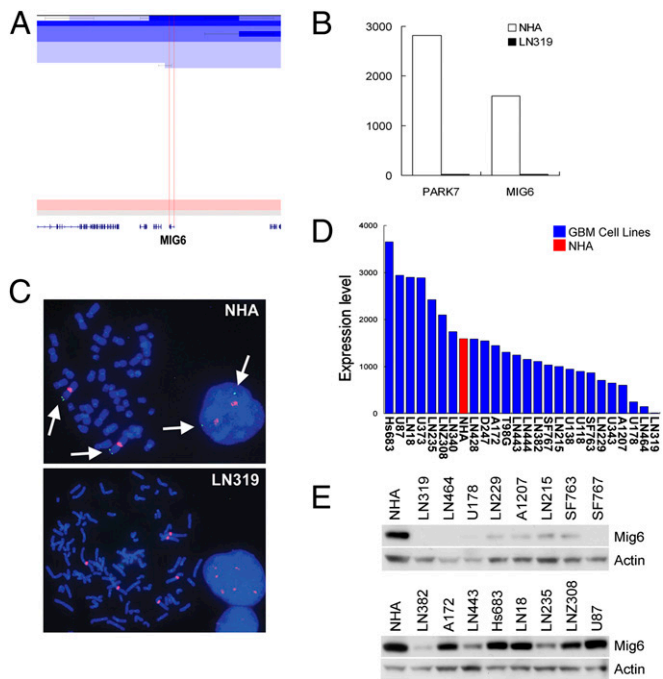 A
MIG6
B
NHA
LN319
3000
2000
1000
0
PARK7
MIG6
C
NHA
LN319
D
GBM Cell Lines
NHA
Expression level
4000
3000
2000
1000
0
Hs683
U87
LN18
U373
LN235
LNZ308
LN340
NHA
LN428
D247
A172
T98G
LN443
LN444
LN382
SF767
LN215
U138
U118
SF763
LN229
U343
A1207
U178
LN464
LN319
E
NHA
LN319
LN464
U178
LN229
A1207
LN215
SF763
SF767
Mig6
Actin
NHA
LN382
A172
LN443
Hs683
LN18
LN235
LNZ308
U87
Mig6
Actin